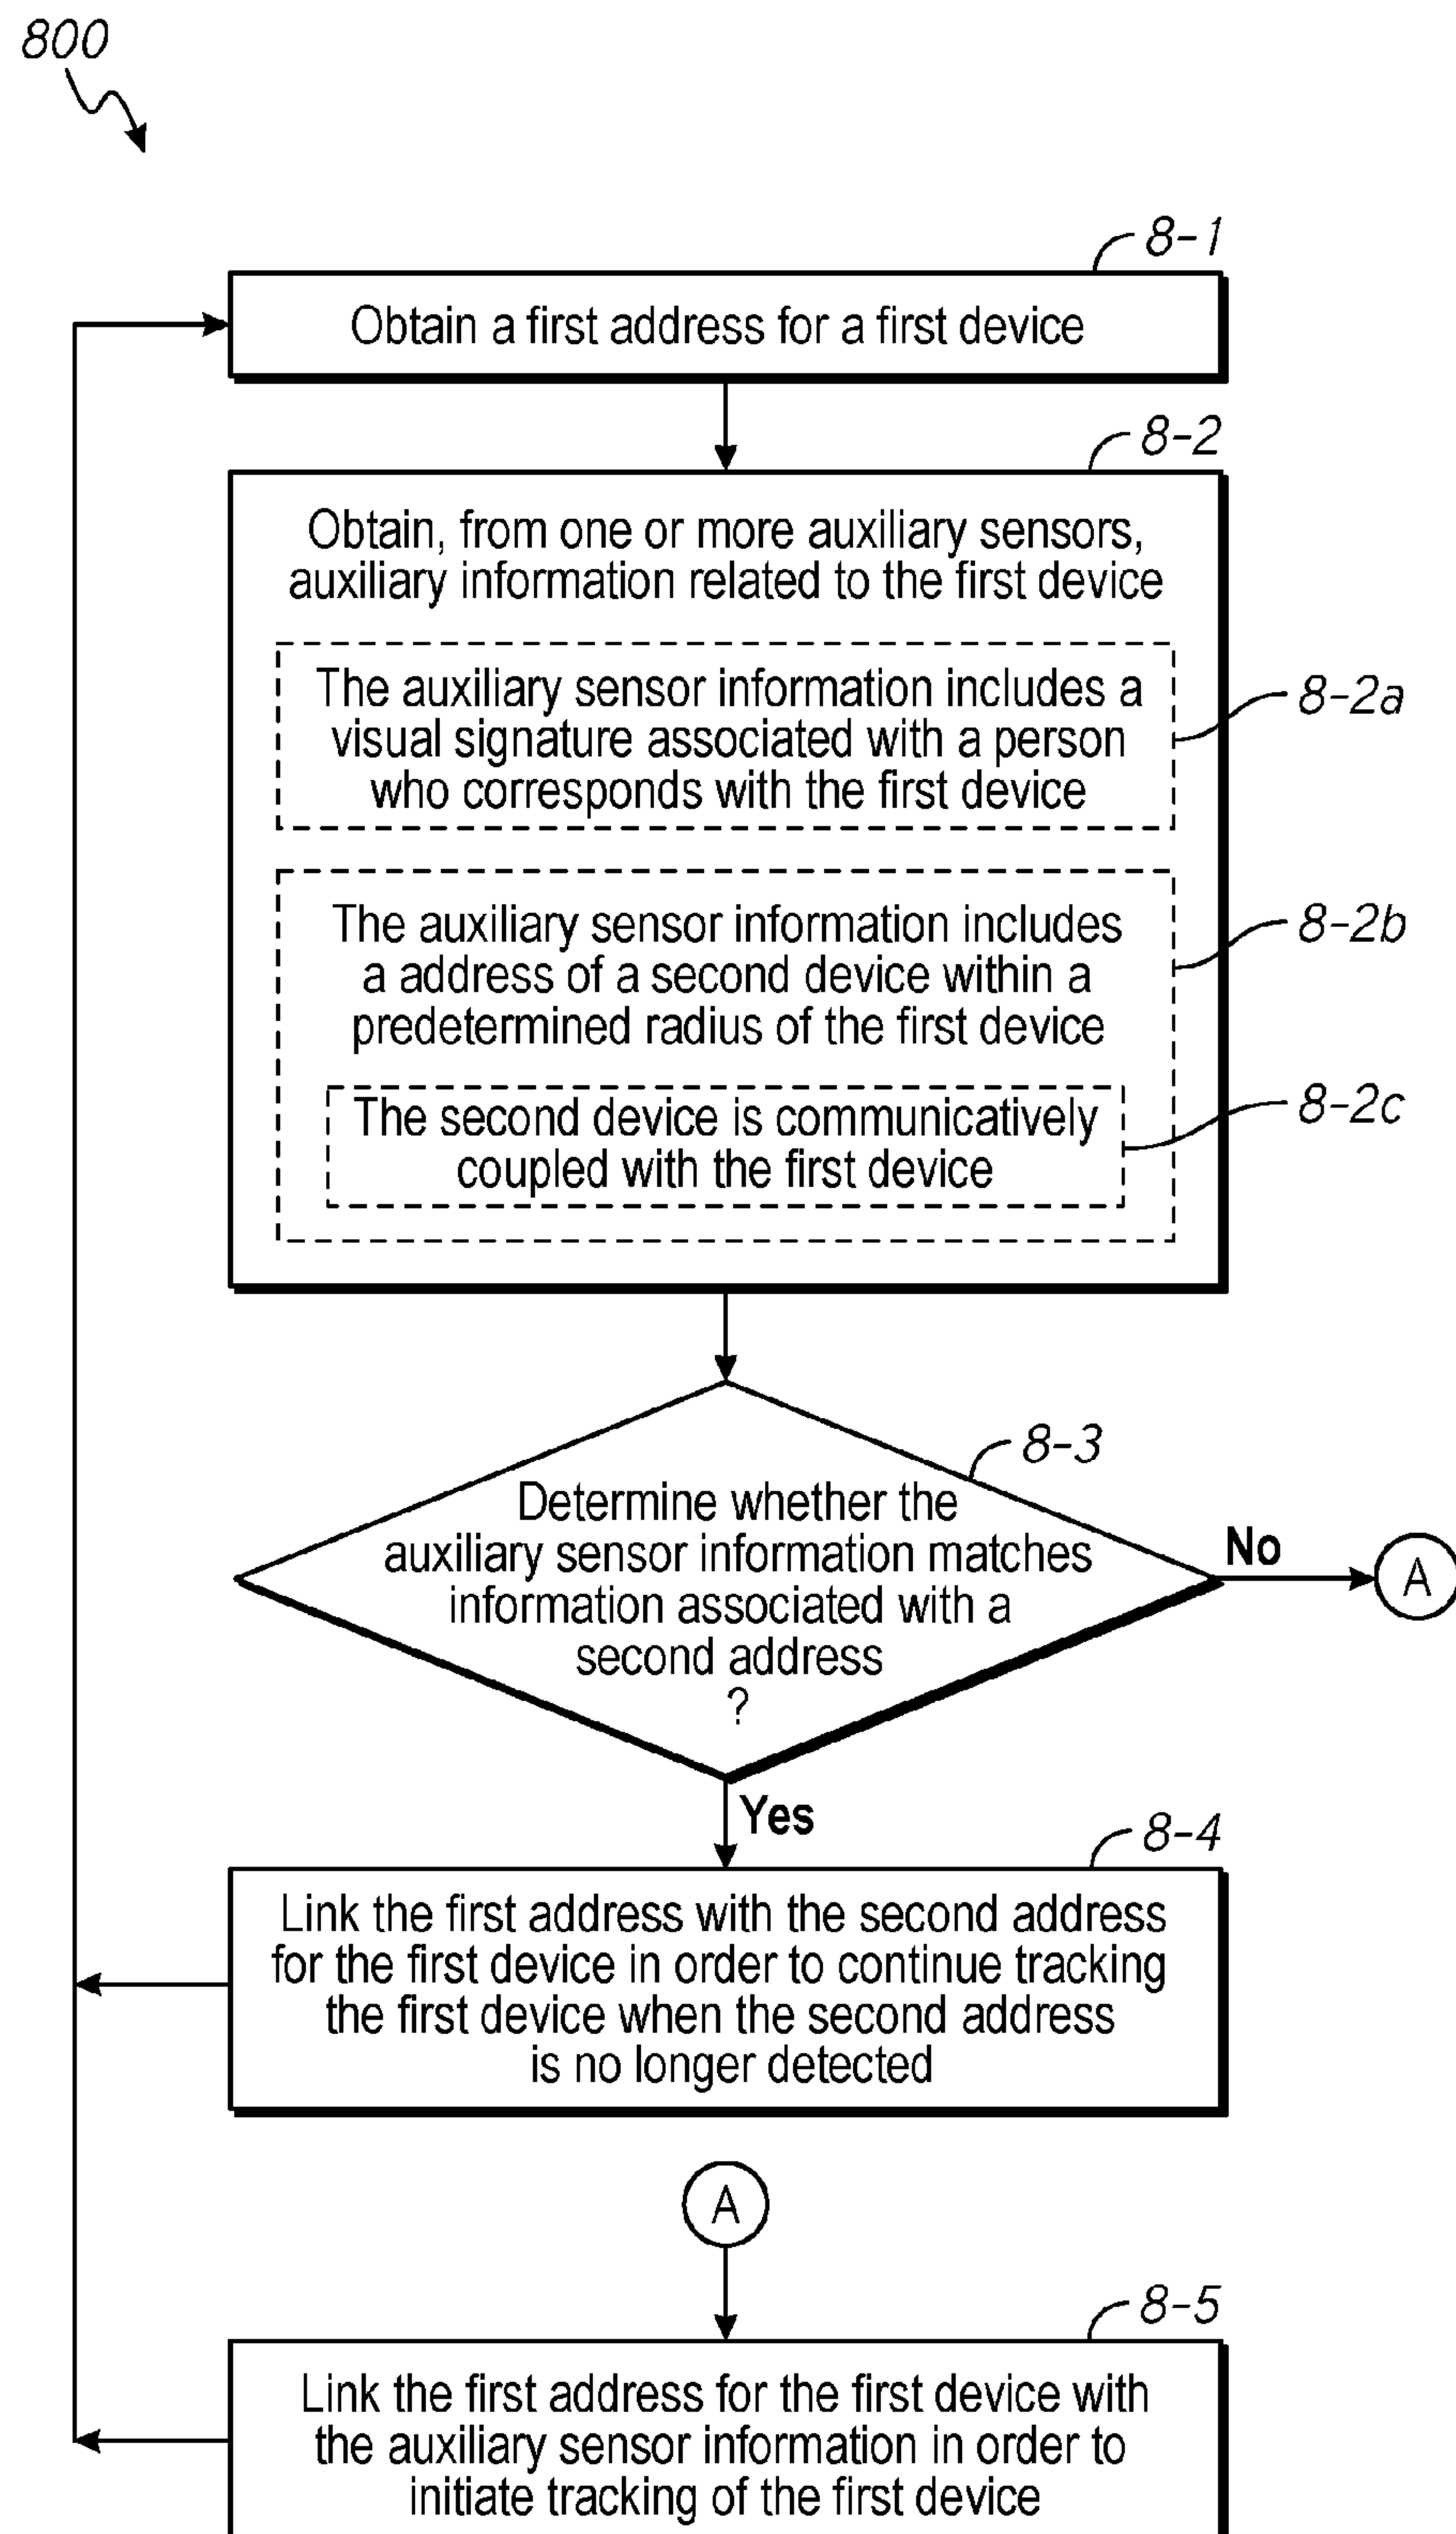 800
8-1
Obtain a first address for a first device
8-2
Obtain, from one or more auxiliary sensors,
auxiliary information related to the first device
The auxiliary sensor information includes a
visual signature associated with a person
who corresponds with the first device
8-2a
The auxiliary sensor information includes
a address of a second device within a
predetermined radius of the first device
8-2b
The second device is communicatively
coupled with the first device
8-2c
8-3
Determine whether the
auxiliary sensor information matches
information associated with a
second address
?
No
A
Yes
8-4
Link the first address with the second address
for the first device in order to continue tracking
the first device when the second address
is no longer detected
A
8-5
Link the first address for the first device with
the auxiliary sensor information in order to
initiate tracking of the first device